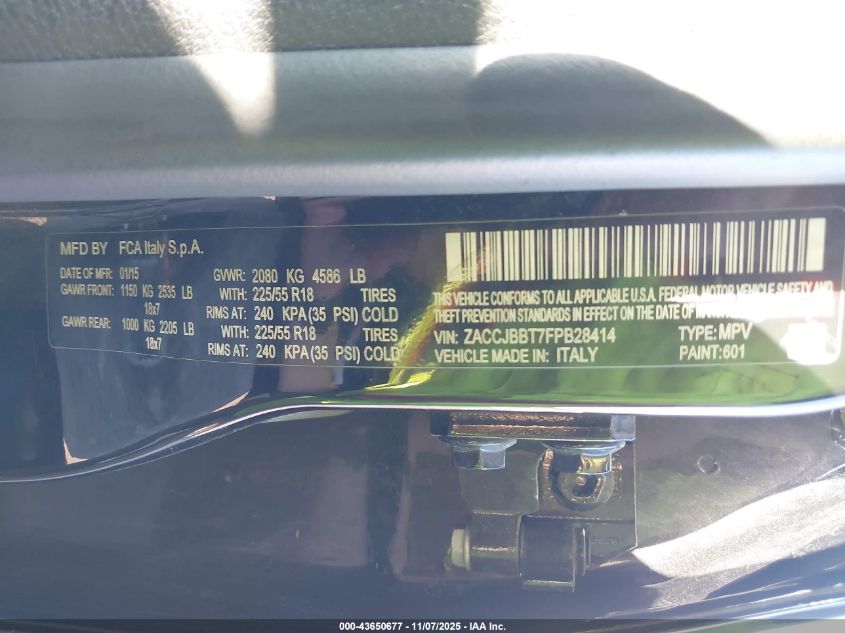 MFD BY FCA Italy S.p.A.
DATE OF MFR: 01/15 GVWR: 2080 KG 4586 LB
GAWR FRONT: 1150 KG 2535 LB WITH: 225/55 R18 TIRES
18x7 RIMS AT: 240 KPA (35 PSI) COLD
GAWR REAR: 1000 KG 2205 LB WITH: 225/55 R18 TIRES
18x7 RIMS AT: 240 KPA (35 PSI) COLD
THIS VEHICLE CONFORMS TO ALL APPLICABLE U.S.A. FEDERAL MOTOR VEHICLE SAFETY AND
THEFT PREVENTION STANDARDS IN EFFECT ON THE DATE OF
VIN: ZACCJBBT7FPB28414 TYPE: MPV
VEHICLE MADE IN: ITALY PAINT:601
000-43650677 - 11/07/2025 - IAA Inc.